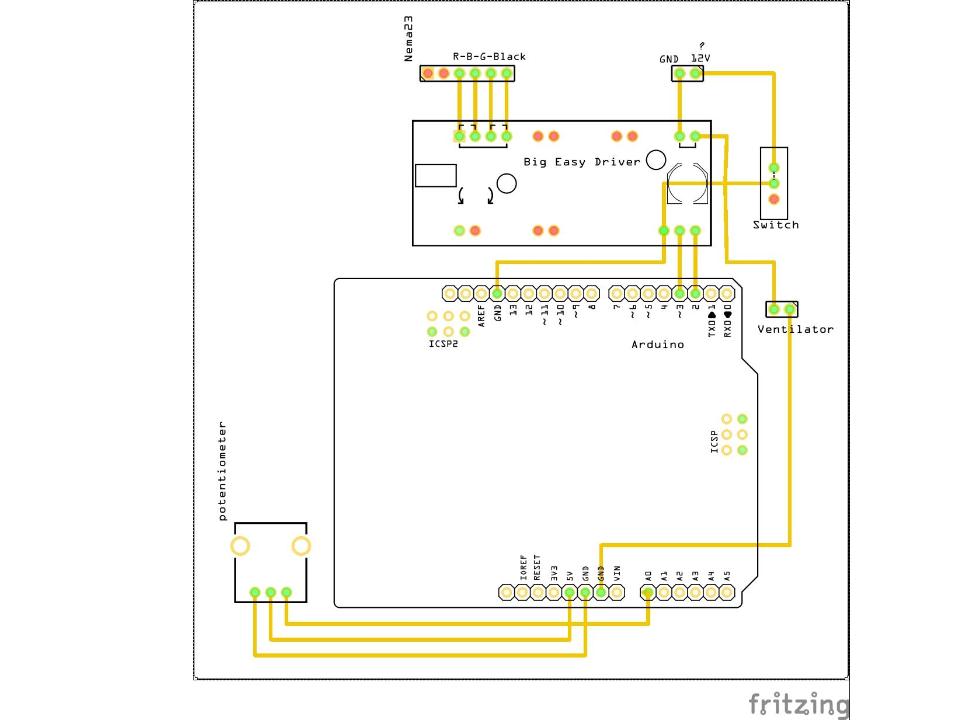 Nema23
R-B-G-Black
?
GND 12V
Big Easy Driver
Switch
AREF
GND
13
12
~11
~10
~9
8
7
~6
~5
4
~3
2
TXO 1
RXO 0
ICSP2
Arduino
Ventilator
ICSP
potentiometer
IOREF
RESET
3V3
5V
GND
GND
VIN
A0
A1
A2
A3
A4
A5
fritzing